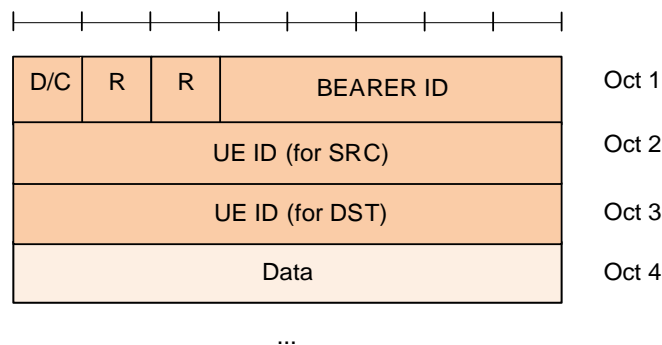 D/C R R BEARER ID Oct 1
UE ID (for SRC) Oct 2
UE ID (for DST) Oct 3
Data Oct 4
...